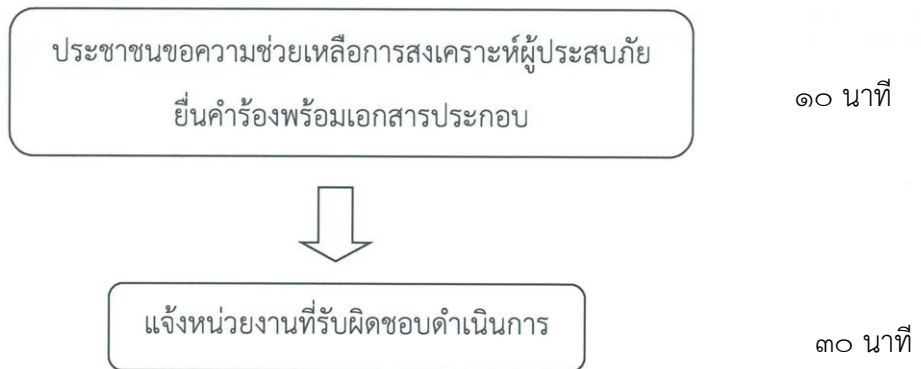 ประชาชนขอความช่วยเหลือการสงเคราะห์ผู้ประสบภัย
ยื่นคำร้องพร้อมเอกสารประกอบ
๑๐ นาที
แจ้งหน่วยงานที่รับผิดชอบดำเนินการ
๓๐ นาที